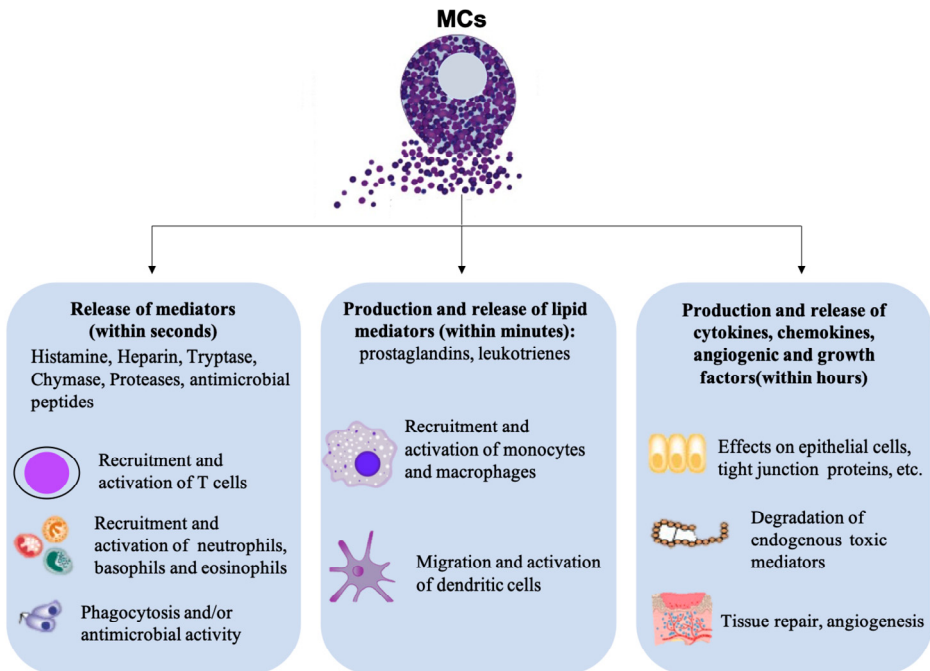 MCs
Release of mediators
(within seconds)
Histamine, Heparin, Tryptase,
Chymase, Proteases, antimicrobial
peptides
Recruitment and
activation of T cells
Recruitment and
activation of neutrophils,
basophils and eosinophils
Phagocytosis and/or
antimicrobial activity
Production and release of lipid
mediators (within minutes):
prostaglandins, leukotrienes
Recruitment and
activation of monocytes
and macrophages
Migration and activation
of dendritic cells
Production and release of
cytokines, chemokines,
angiogenic and growth
factors(within hours)
Effects on epithelial cells,
tight junction proteins, etc.
Degradation of
endogenous toxic
mediators
Tissue repair, angiogenesis